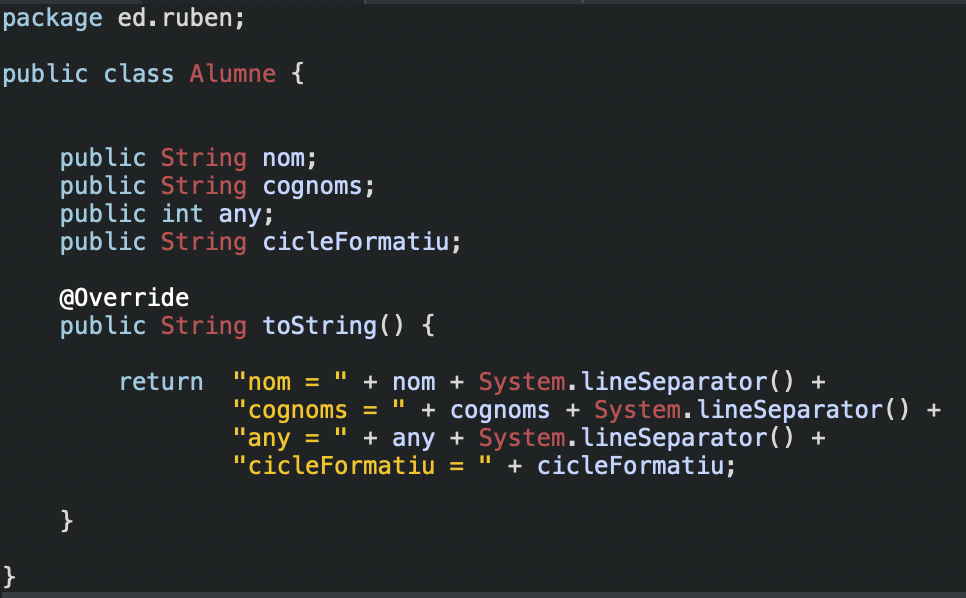 package ed.ruben;
public class Alumne {
public String nom;
public String cognoms;
public int any;
public String cicleFormatiu;
@Override
public String toString() {
return  "nom = " + nom + System.lineSeparator() +
"cognoms = " + cognoms + System.lineSeparator() +
"any = " + any + System.lineSeparator() +
"cicleFormatiu = " + cicleFormatiu;
}
}